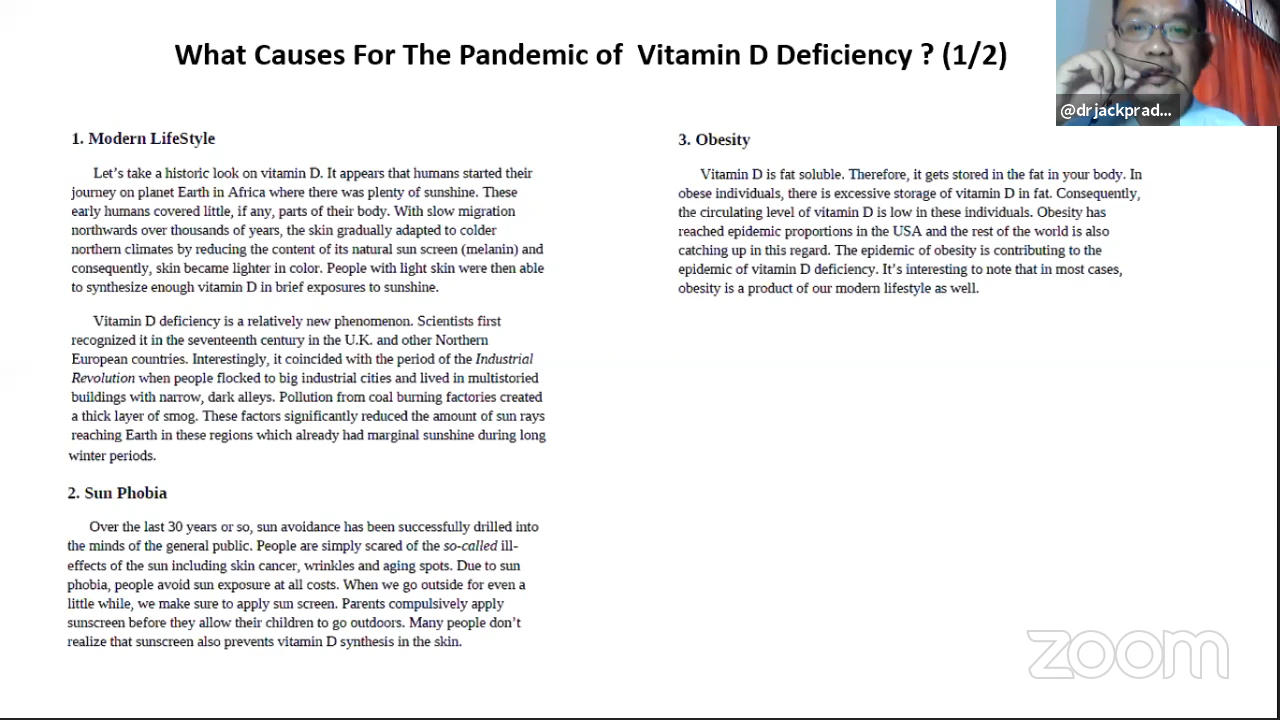 What Causes For The Pandemic of  Vitamin D Deficiency ? (1/2)
@drjackprad...
1. Modern LifeStyle
Let's take a historic look on vitamin D. It appears that humans started their
journey on planet Earth in Africa where there was plenty of sunshine. These
early humans covered little, if any, parts of their body. With slow migration
northwards over thousands of years, the skin gradually adapted to colder
northern climates by reducing the content of its natural sun screen (melanin) and
consequently, skin became lighter in color. People with light skin were then able
to synthesize enough vitamin D in brief exposures to sunshine.
Vitamin D deficiency is a relatively new phenomenon. Scientists first
recognized it in the seventeenth century in the U.K. and other Northern
European countries. Interestingly, it coincided with the period of the Industrial
Revolution when people flocked to big industrial cities and lived in multistoried
buildings with narrow, dark alleys. Pollution from coal burning factories created
a thick layer of smog. These factors significantly reduced the amount of sun rays
reaching Earth in these regions which already had marginal sunshine during long
winter periods.
2. Sun Phobia
Over the last 30 years or so, sun avoidance has been successfully drilled into
the minds of the general public. People are simply scared of the so-called ill-
effects of the sun including skin cancer, wrinkles and aging spots. Due to sun
phobia, people avoid sun exposure at all costs. When we go outside for even a
little while, we make sure to apply sun screen. Parents compulsively apply
sunscreen before they allow their children to go outdoors. Many people don't
realize that sunscreen also prevents vitamin D synthesis in the skin.
3. Obesity
Vitamin D is fat soluble. Therefore, it gets stored in the fat in your body. In
obese individuals, there is excessive storage of vitamin D in fat. Consequently,
the circulating level of vitamin D is low in these individuals. Obesity has
reached epidemic proportions in the USA and the rest of the world is also
catching up in this regard. The epidemic of obesity is contributing to the
epidemic of vitamin D deficiency. It's interesting to note that in most cases,
obesity is a product of our modern lifestyle as well.
zoom